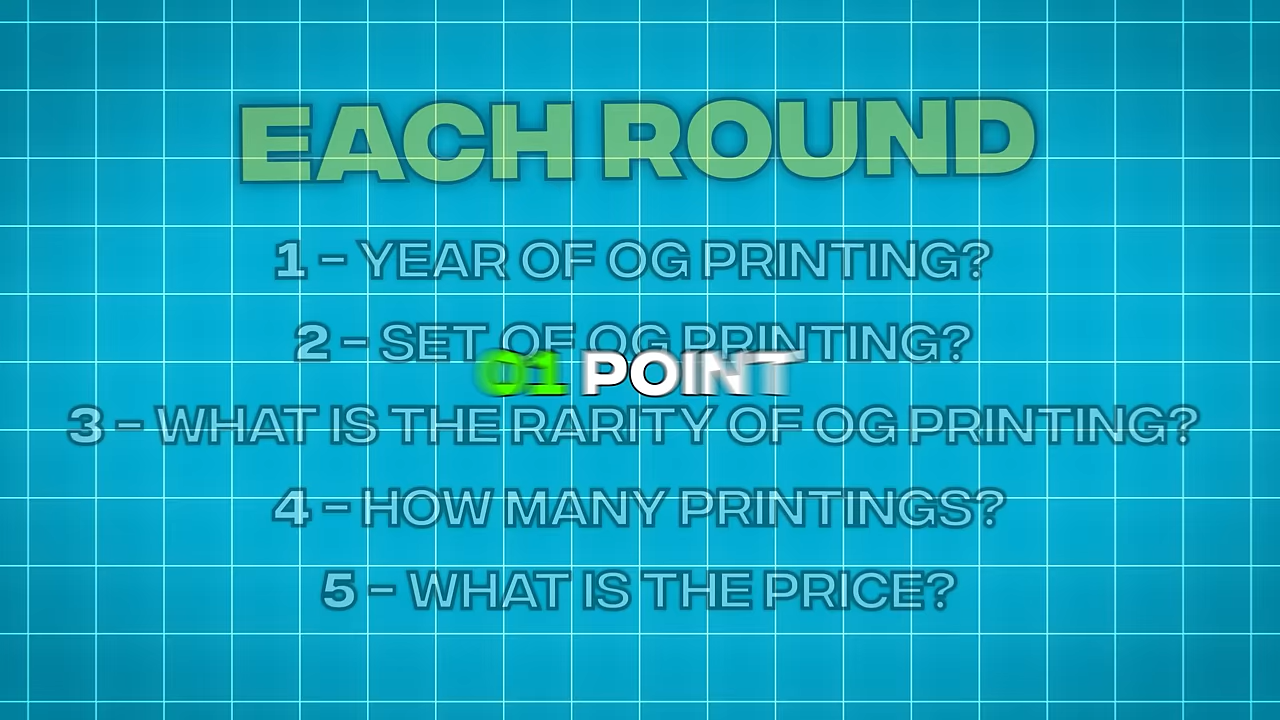 EACH ROUND
1 – YEAR OF OG PRINTING?
2 – SET OF OG PRINTING?
01 POINT
3 – WHAT IS THE RARITY OF OG PRINTING?
4 – HOW MANY PRINTINGS?
5 – WHAT IS THE PRICE?